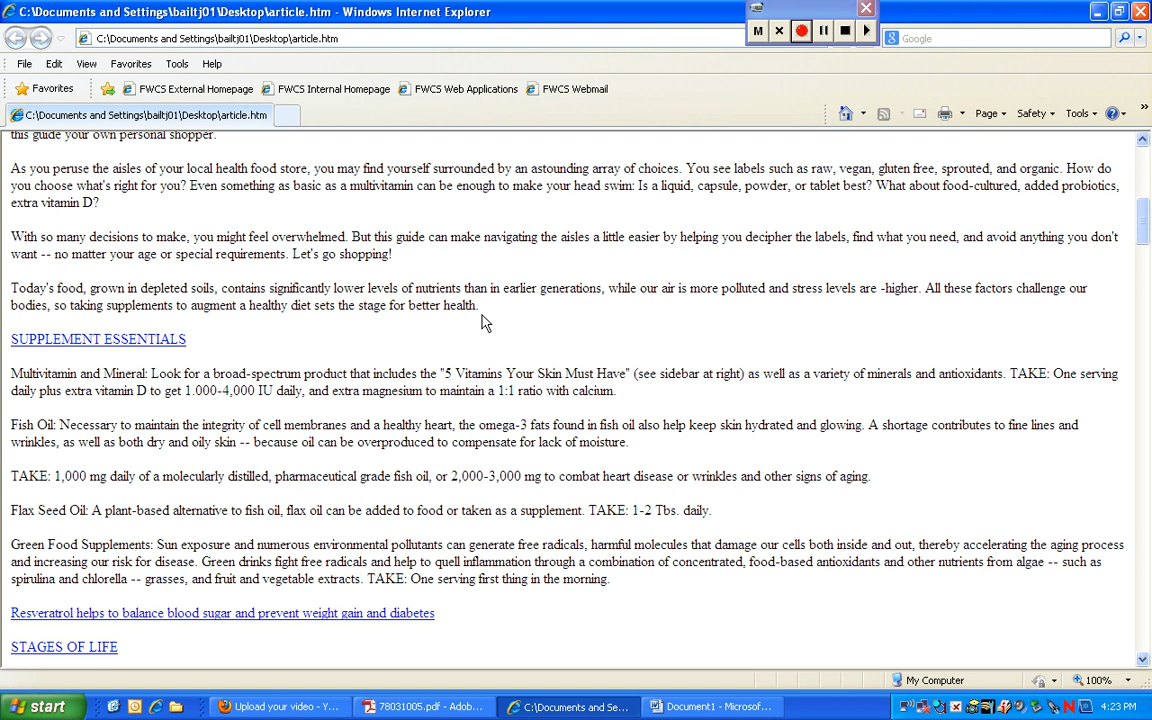 C:\Documents and Settings\bailtj01\Desktop\article.htm - Windows Internet Explorer
M
C:\Documents and Settings\bailtj01\Desktop\article.htm
Google
File Edit View Favorites Tools Help
Favorites FWCS External Homepage FWCS Internal Homepage FWCS Web Applications FWCS Webmail
C:\Documents and Settings\bailtj01\Desktop\article.htm
Page Safety Tools
this guide your own personal shopper.
As you peruse the aisles of your local health food store, you may find yourself surrounded by an astounding array of choices. You see labels such as raw, vegan, gluten free, sprouted, and organic. How do
you choose what's right for you? Even something as basic as a multivitamin can be enough to make your head swim: Is a liquid, capsule, powder, or tablet best? What about food-cultured, added probiotics,
extra vitamin D?
With so many decisions to make, you might feel overwhelmed. But this guide can make navigating the aisles a little easier by helping you decipher the labels, find what you need, and avoid anything you don't
want -- no matter your age or special requirements. Let's go shopping!
Today's food, grown in depleted soils, contains significantly lower levels of nutrients than in earlier generations, while our air is more polluted and stress levels are -higher. All these factors challenge our
bodies, so taking supplements to augment a healthy diet sets the stage for better health.
SUPPLEMENT ESSENTIALS
Multivitamin and Mineral: Look for a broad-spectrum product that includes the "5 Vitamins Your Skin Must Have" (see sidebar at right) as well as a variety of minerals and antioxidants. TAKE: One serving
daily plus extra vitamin D to get 1.000-4,000 IU daily, and extra magnesium to maintain a 1:1 ratio with calcium.
Fish Oil: Necessary to maintain the integrity of cell membranes and a healthy heart, the omega-3 fats found in fish oil also help keep skin hydrated and glowing. A shortage contributes to fine lines and
wrinkles, as well as both dry and oily skin -- because oil can be overproduced to compensate for lack of moisture.
TAKE: 1,000 mg daily of a molecularly distilled, pharmaceutical grade fish oil, or 2,000-3,000 mg to combat heart disease or wrinkles and other signs of aging.
Flax Seed Oil: A plant-based alternative to fish oil, flax oil can be added to food or taken as a supplement. TAKE: 1-2 Tbs. daily.
Green Food Supplements: Sun exposure and numerous environmental pollutants can generate free radicals, harmful molecules that damage our cells both inside and out, thereby accelerating the aging process
and increasing our risk for disease. Green drinks fight free radicals and help to quell inflammation through a combination of concentrated, food-based antioxidants and other nutrients from algae -- such as
spirulina and chlorella -- grasses, and fruit and vegetable extracts. TAKE: One serving first thing in the morning.
Resveratrol helps to balance blood sugar and prevent weight gain and diabetes
STAGES OF LIFE
My Computer 100%
start Upload your video - Y... 78031005.pdf - Adob... C:\Documents and Se... Document1 - Microsof... 4:23 PM